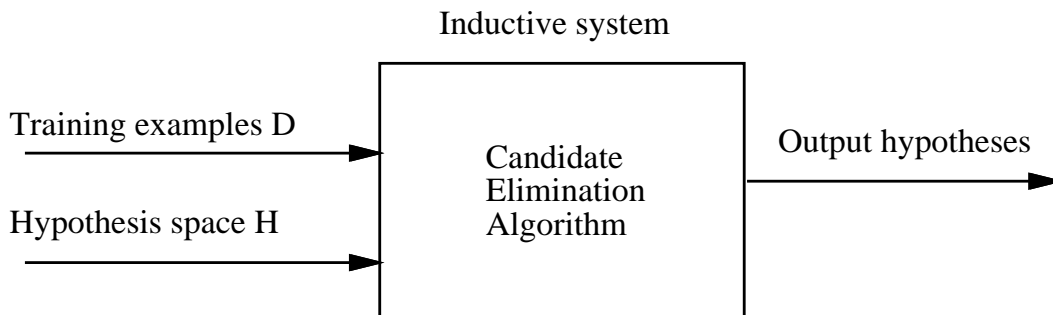 Inductive system
Training examples D
Output hypotheses
Candidate
Elimination
Algorithm
Hypothesis space H